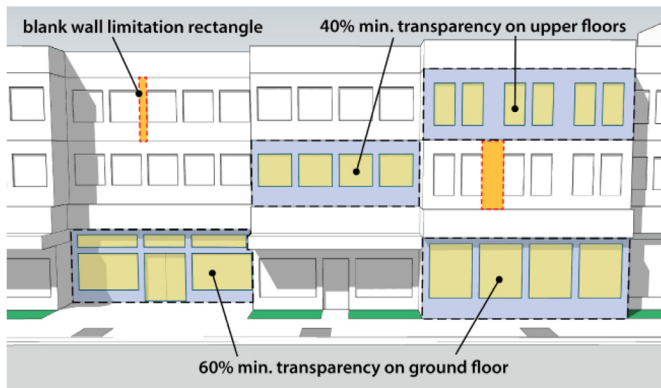 blank wall limitation rectangle
40% min. transparency on upper floors
60% min. transparency on ground floor